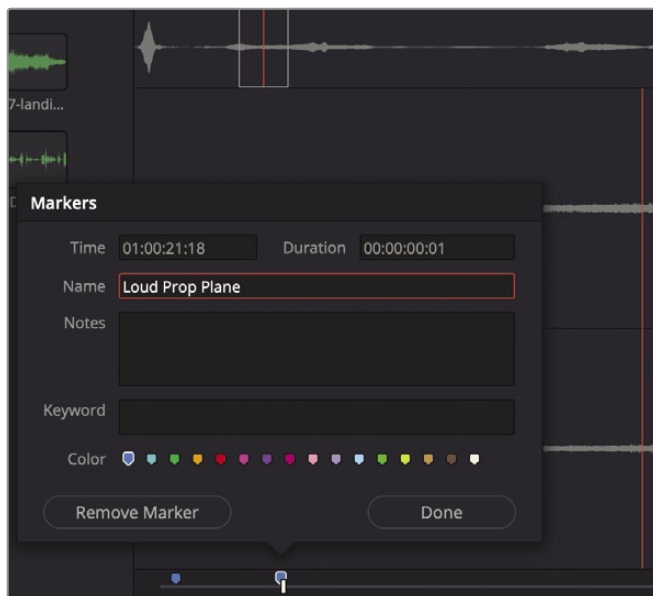 7-landi...
Markers
Time 01:00:21:18 Duration 00:00:00:01
Name Loud Prop Plane
Notes
Keyword
Color
Remove Marker Done